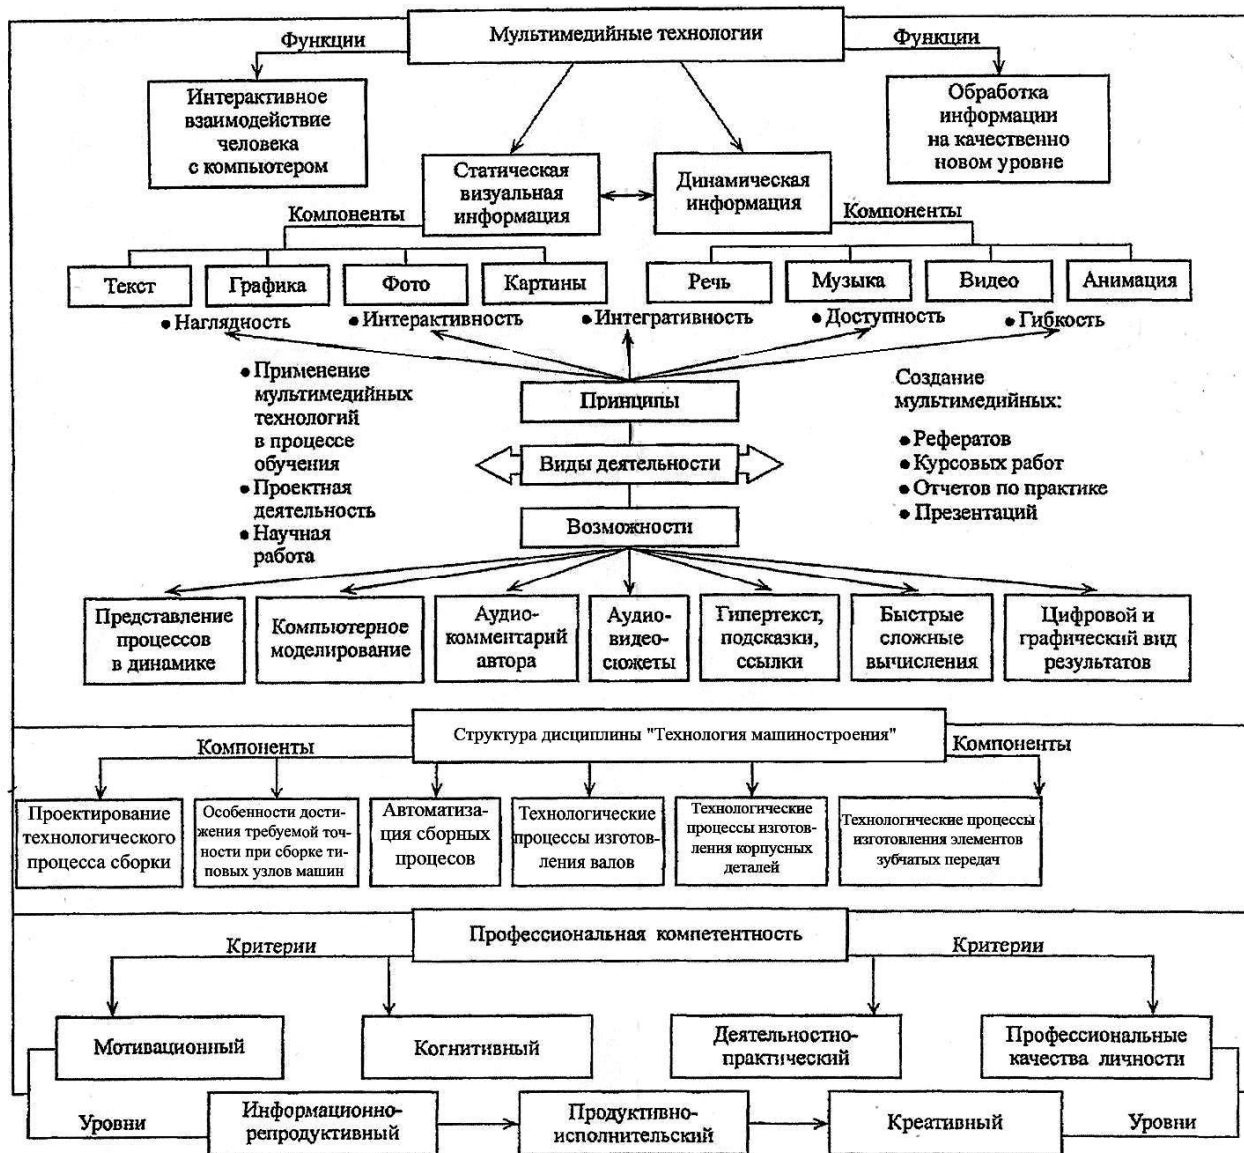 Мультимедийные технологии
Функции
Функции
Интерактивное
взаимодействие
человека
с компьютером
Обработка
информации
на качественно
новом уровне
Статическая
визуальная
информация
Динамическая
информация
Компоненты
Компоненты
Текст
Графика
Фото
Картины
Речь
Музыка
Видео
Анимация
• Наглядность
• Интерактивность
• Интегративность
• Доступность
• Гибкость
• Применение
мультимедийных
технологий
в процессе
обучения
• Проектная
деятельность
• Научная
работа
Принципы
Виды деятельности
Возможности
Создание
мультимедийных:
• Рефератов
• Курсовых работ
• Отчетов по практике
• Презентаций
Представление
процессов
в динамике
Компьютерное
моделирование
Аудио-
комментарий
автора
Аудио-
видео-
сюжеты
Гипертекст,
подсказки,
ссылки
Быстрые
сложные
вычисления
Цифровой и
графический вид
результатов
Структура дисциплины "Технология машиностроения"
Компоненты
Компоненты
Проектирование
технологического
процесса сборки
Особенности дости-
жения требуемой точ-
ности при сборке ти-
повых узлов машин
Автоматиза-
ция сборных
процесов
Технологические
процессы изготов-
ления валов
Технологические
процессы изготов-
ления корпусных
деталей
Технологические процессы
изготовления элементов
зубчатых передач
Профессиональная компетентность
Критерии
Критерии
Мотивационный
Когнитивный
Деятельностно-
практический
Профессиональные
качества личности
Уровни
Информационно-
репродуктивный
Продуктивно-
исполнительский
Креативный
Уровни